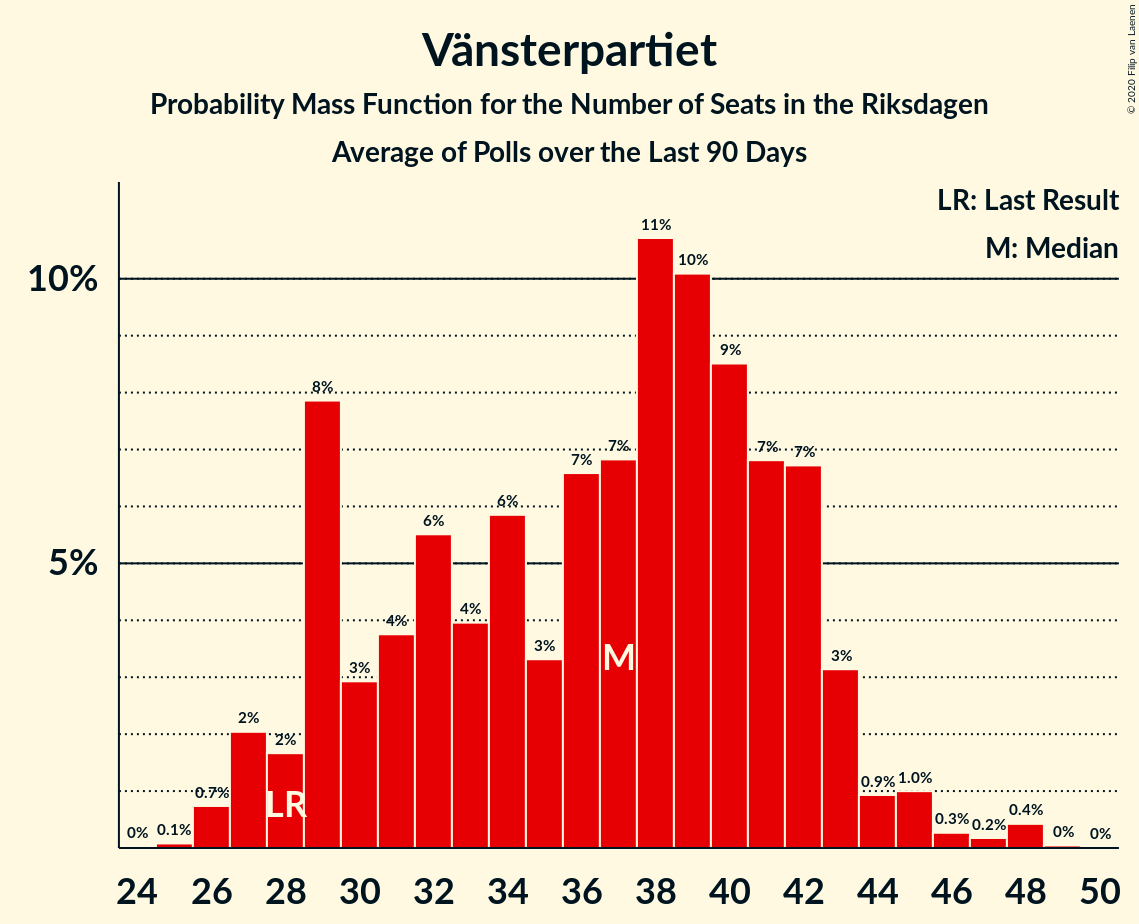 Vänsterpartiet
Probability Mass Function for the Number of Seats in the Riksdagen
Average of Polls over the Last 90 Days
© 2020 Filip van Laenen
LR: Last Result
M: Median
10%
5%
0% 0.1% 0.7% 2% 2% 8% 3% 4% 6% 4% 6% 3% 7% 7% 11% 10% 9% 7% 7% 3% 0.9% 1.0% 0.3% 0.2% 0.4% 0% 0%
LR M
24 26 28 30 32 34 36 38 40 42 44 46 48 50